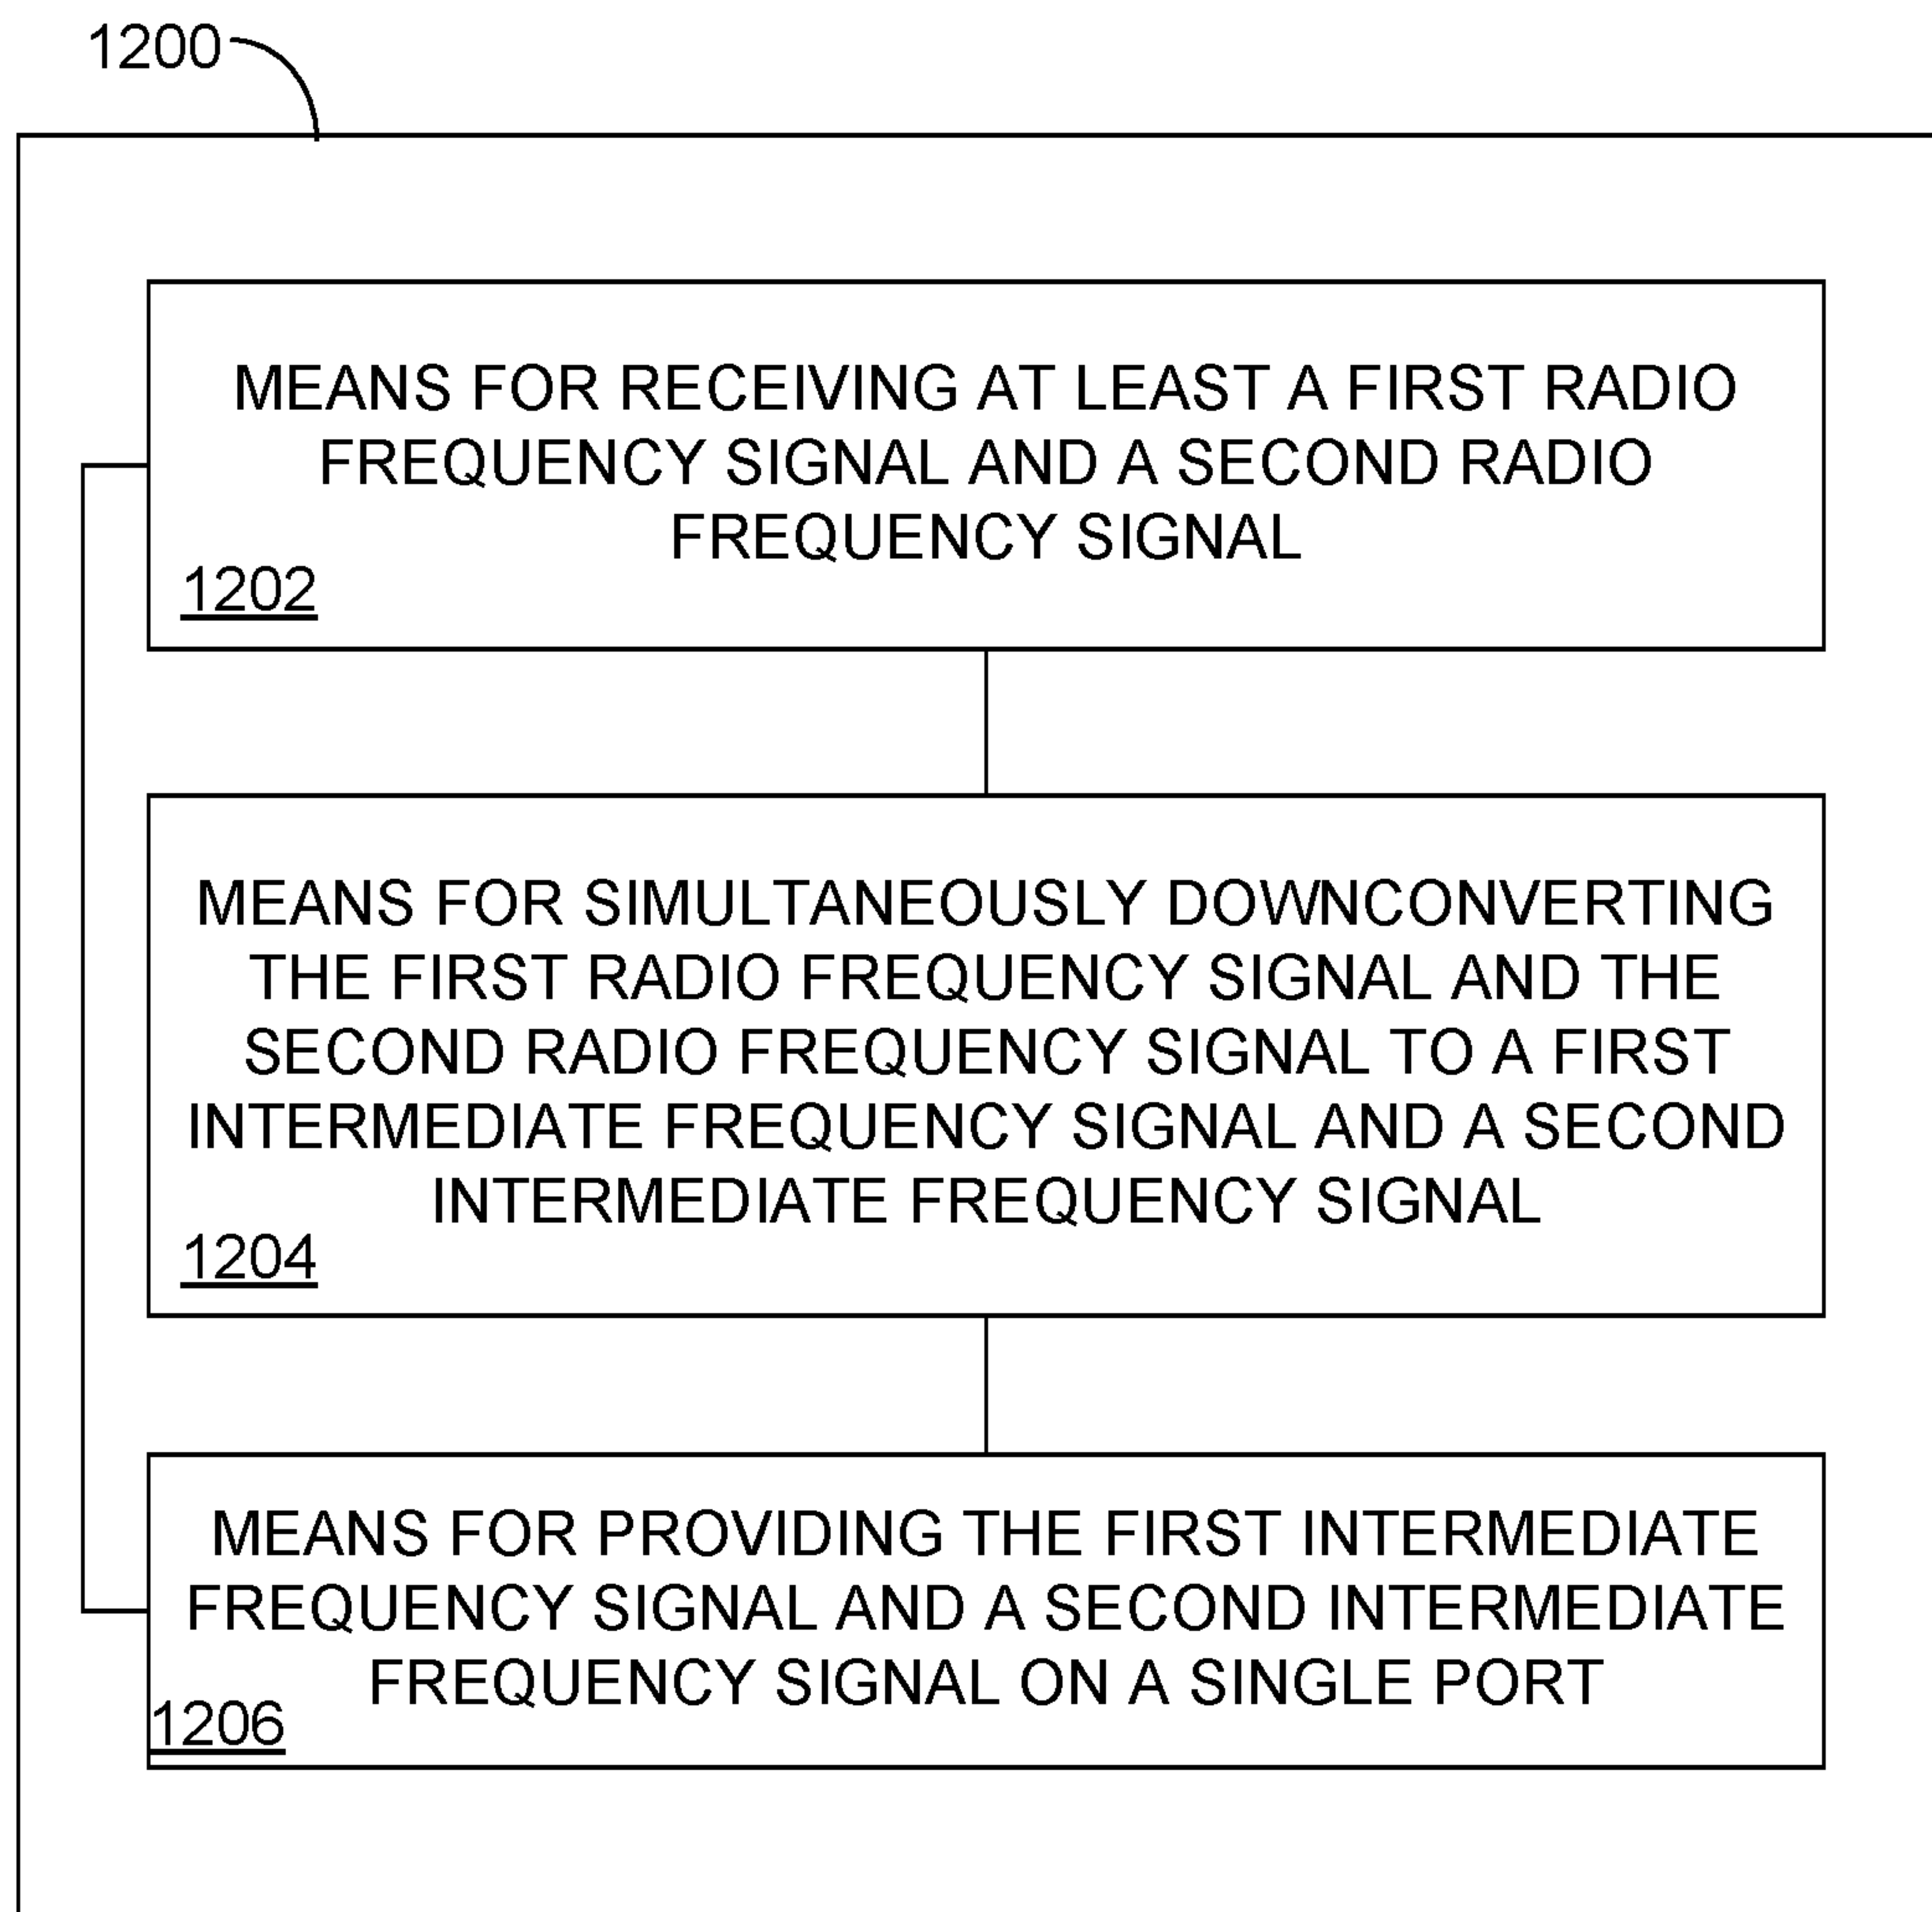 1200
MEANS FOR RECEIVING AT LEAST A FIRST RADIO
FREQUENCY SIGNAL AND A SECOND RADIO
FREQUENCY SIGNAL
1202
MEANS FOR SIMULTANEOUSLY DOWNCONVERTING
THE FIRST RADIO FREQUENCY SIGNAL AND THE
SECOND RADIO FREQUENCY SIGNAL TO A FIRST
INTERMEDIATE FREQUENCY SIGNAL AND A SECOND
INTERMEDIATE FREQUENCY SIGNAL
1204
MEANS FOR PROVIDING THE FIRST INTERMEDIATE
FREQUENCY SIGNAL AND A SECOND INTERMEDIATE
FREQUENCY SIGNAL ON A SINGLE PORT
1206